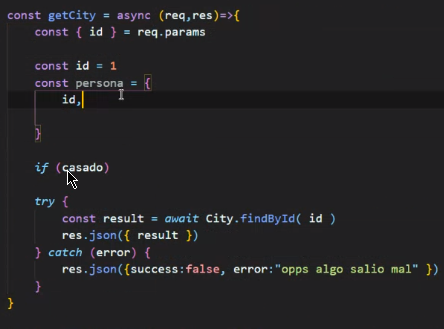 const getCity = async (req,res)=>{
const { id } = req.params
const id = 1
const persona = {
id,
}
if (casado)
try {
const result = await City.findById( id )
res.json({ result })
} catch (error) {
res.json({success:false, error:"opps algo salio mal" })
}
}